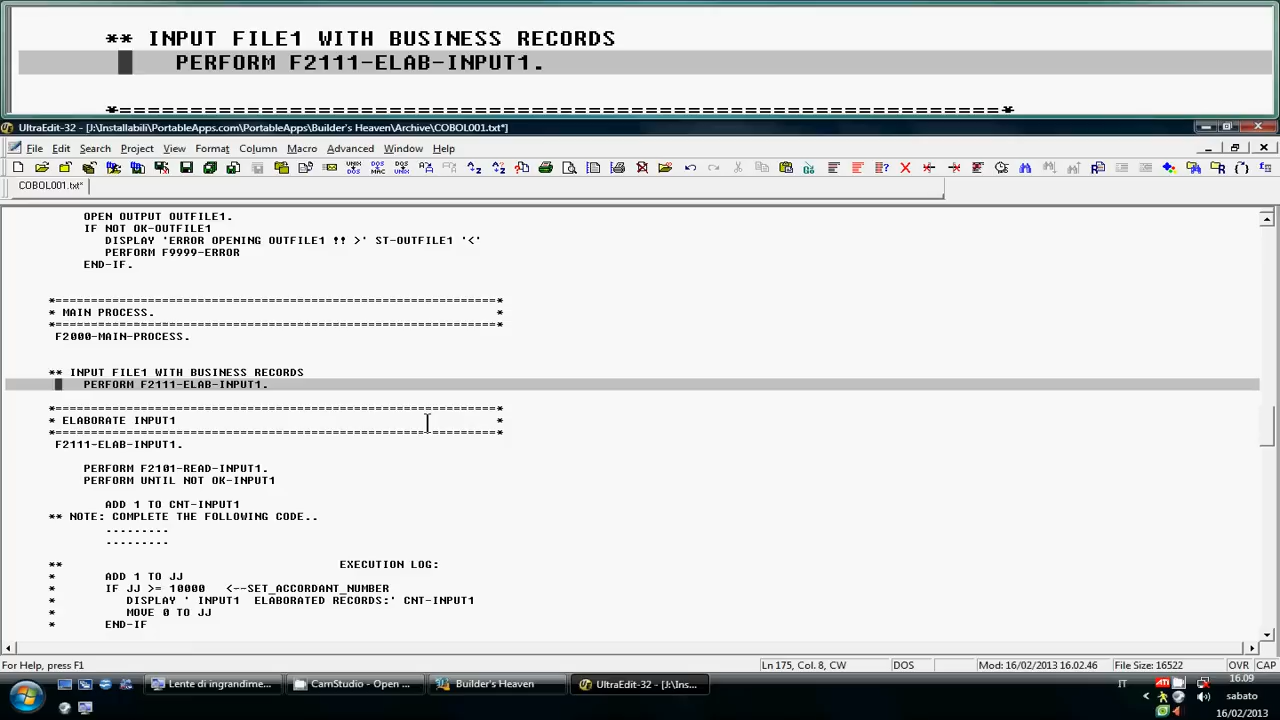 ** INPUT FILE1 WITH BUSINESS RECORDS
PERFORM F2111-ELAB-INPUT1.
*==============================================================*
UltraEdit-32 - [J:\Installabili\PortableApps.com\PortableApps\Builder's Heaven\Archive\COBOL001.txt*]
File Edit Search Project View Format Column Macro Advanced Window Help
COBOL001.txt*
OPEN OUTPUT OUTFILE1.
IF NOT OK-OUTFILE1
DISPLAY 'ERROR OPENING OUTFILE1 !! >' ST-OUTFILE1 '<'
PERFORM F9999-ERROR
END-IF.
*==============================================================*
* MAIN PROCESS. *
*==============================================================*
F2000-MAIN-PROCESS.
** INPUT FILE1 WITH BUSINESS RECORDS
PERFORM F2111-ELAB-INPUT1.
*==============================================================*
* ELABORATE INPUT1 *
*==============================================================*
F2111-ELAB-INPUT1.
PERFORM F2101-READ-INPUT1.
PERFORM UNTIL NOT OK-INPUT1
ADD 1 TO CNT-INPUT1
** NOTE: COMPLETE THE FOLLOWING CODE..
---------
---------
** EXECUTION LOG:
* ADD 1 TO JJ
* IF JJ >= 10000 <--SET_ACCORDANT_NUMBER
* DISPLAY ' INPUT1 ELABORATED RECORDS:' CNT-INPUT1
* MOVE 0 TO JJ
* END-IF
For Help, press F1 Ln 175, Col. 8, CW DOS Mod: 16/02/2013 16.02.46 File Size: 16522 OVR CAP
Lente di ingrandime... CamStudio - Open ... Builder's Heaven UltraEdit-32 - [J:\Ins... IT 16.09
sabato
16/02/2013